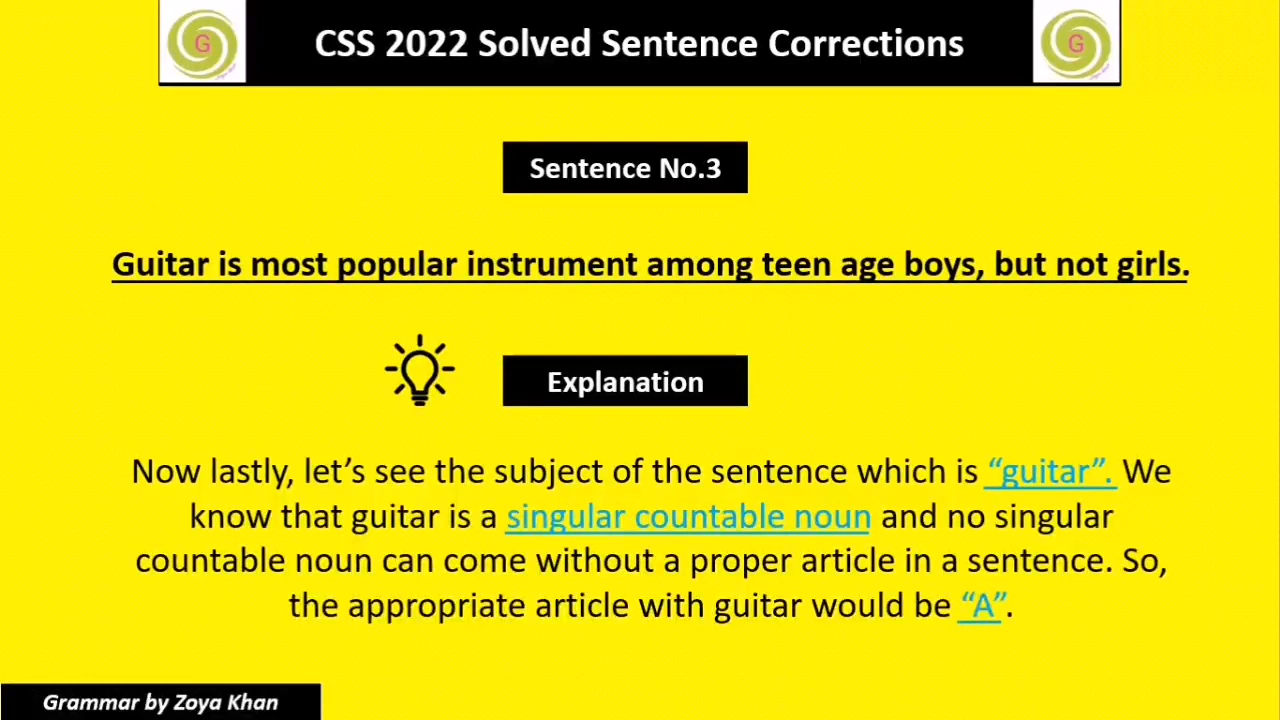 G
CSS 2022 Solved Sentence Corrections
G
Sentence No.3
Guitar is most popular instrument among teen age boys, but not girls.
Explanation
Now lastly, let’s see the subject of the sentence which is “guitar”. We
know that guitar is a singular countable noun and no singular
countable noun can come without a proper article in a sentence. So,
the appropriate article with guitar would be “A”.
Grammar by Zoya Khan